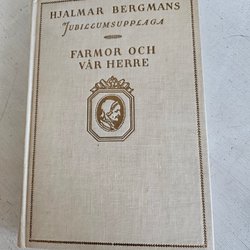 HJALMAR BERGMANS
JUBILEUMSUPPLAGA
FARMOR OCH
VÅR HERRE